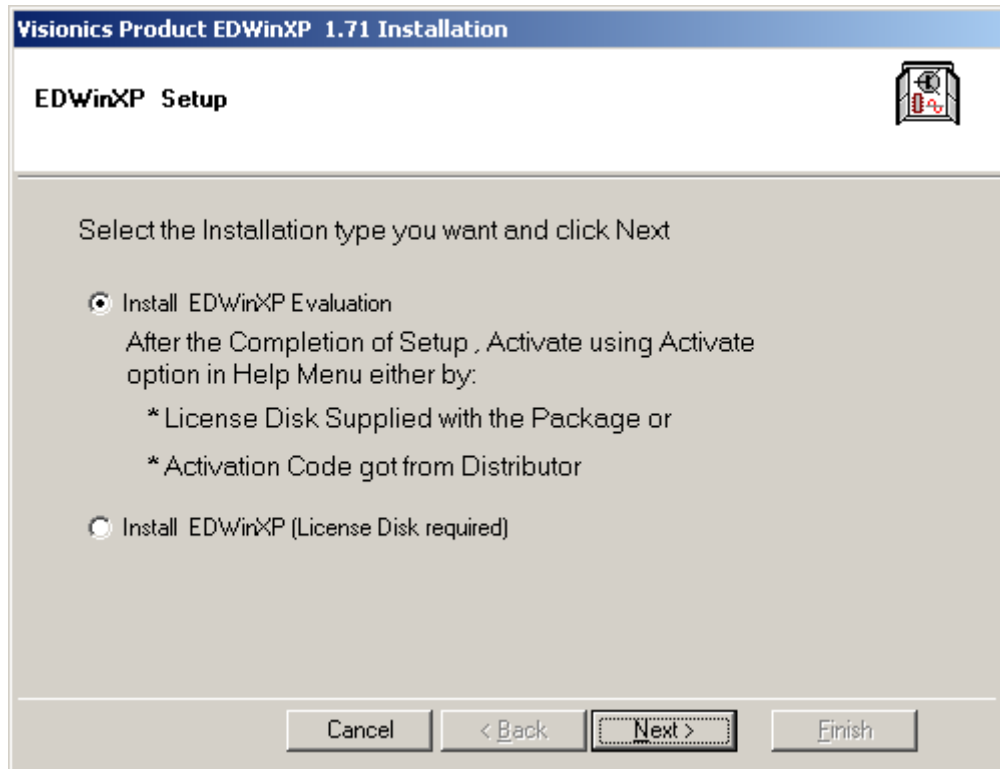 Visionics Product EDWinXP 1.71 Installation
EDWinXP Setup
Select the Installation type you want and click Next
Install EDWinXP Evaluation
After the Completion of Setup , Activate using Activate
option in Help Menu either by:
* License Disk Supplied with the Package or
* Activation Code got from Distributor
Install EDWinXP (License Disk required)
Cancel < Back Next > Finish